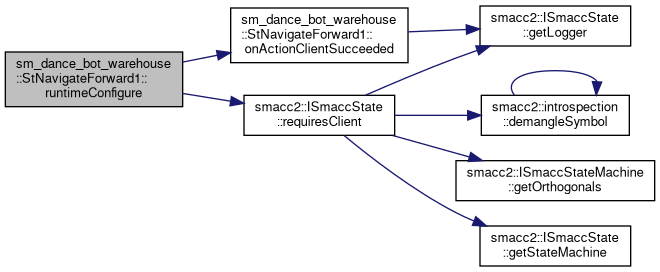 sm_dance_bot_warehouse
::StNavigateForward1::
runtimeConfigure
sm_dance_bot_warehouse
::StNavigateForward1::
onActionClientSucceeded
smacc2::ISmaccState
::requiresClient
smacc2::ISmaccState
::getLogger
smacc2::introspection
::demangleSymbol
smacc2::ISmaccStateMachine
::getOrthogonals
smacc2::ISmaccState
::getStateMachine